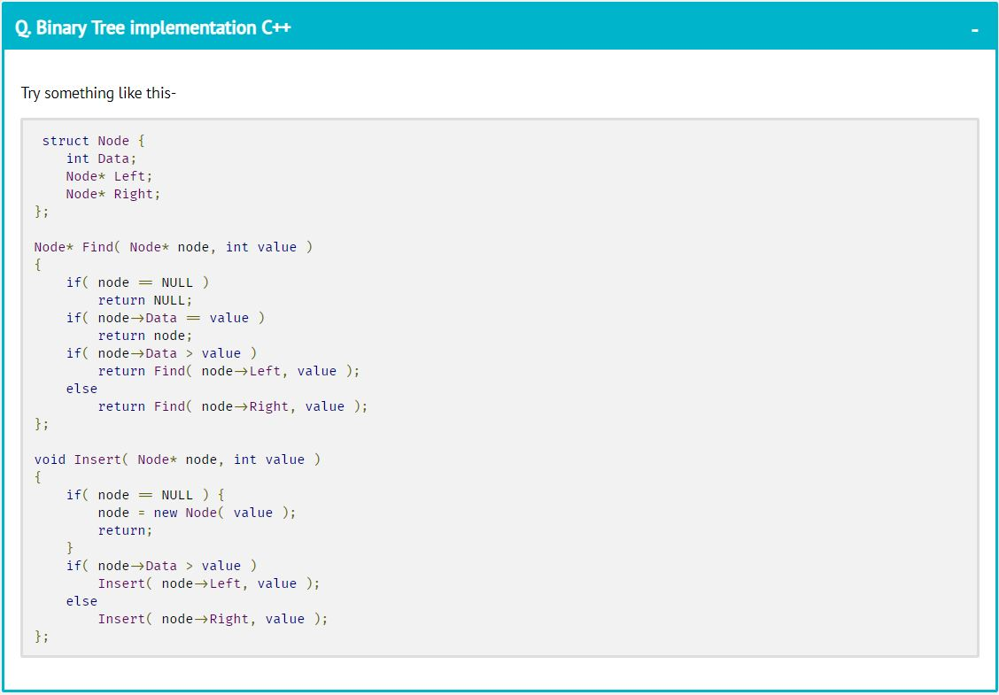 Q. Binary Tree implementation C++
-
Try something like this-
struct Node {
int Data;
Node* Left;
Node* Right;
};
Node* Find( Node* node, int value )
{
if( node == NULL )
return NULL;
if( node->Data == value )
return node;
if( node->Data > value )
return Find( node->Left, value );
else
return Find( node->Right, value );
};
void Insert( Node* node, int value )
{
if( node == NULL ) {
node = new Node( value );
return;
}
if( node->Data > value )
Insert( node->Left, value );
else
Insert( node->Right, value );
};